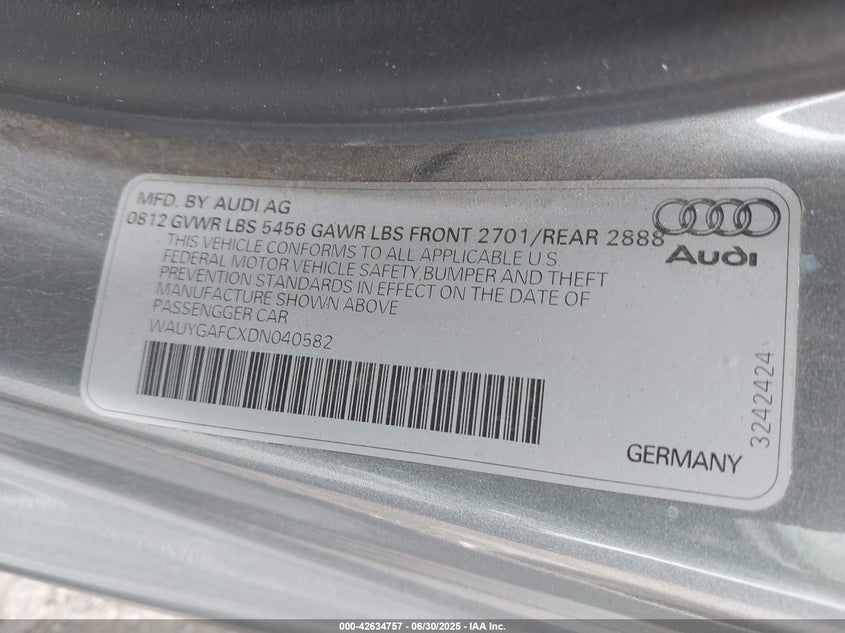 MFD. BY AUDI AG
0812 GVWR LBS 5456 GAWR LBS FRONT 2701/REAR 2888
THIS VEHICLE CONFORMS TO ALL APPLICABLE U.S
FEDERAL MOTOR VEHICLE SAFETY,BUMPER AND THEFT
PREVENTION STANDARDS IN EFFECT ON THE DATE OF
MANUFACTURE SHOWN ABOVE
PASSENGGER CAR
WAUYGAFCXDN040582
Audi
GERMANY
3242424
000-42634757 - 06/30/2025 - IAA Inc.